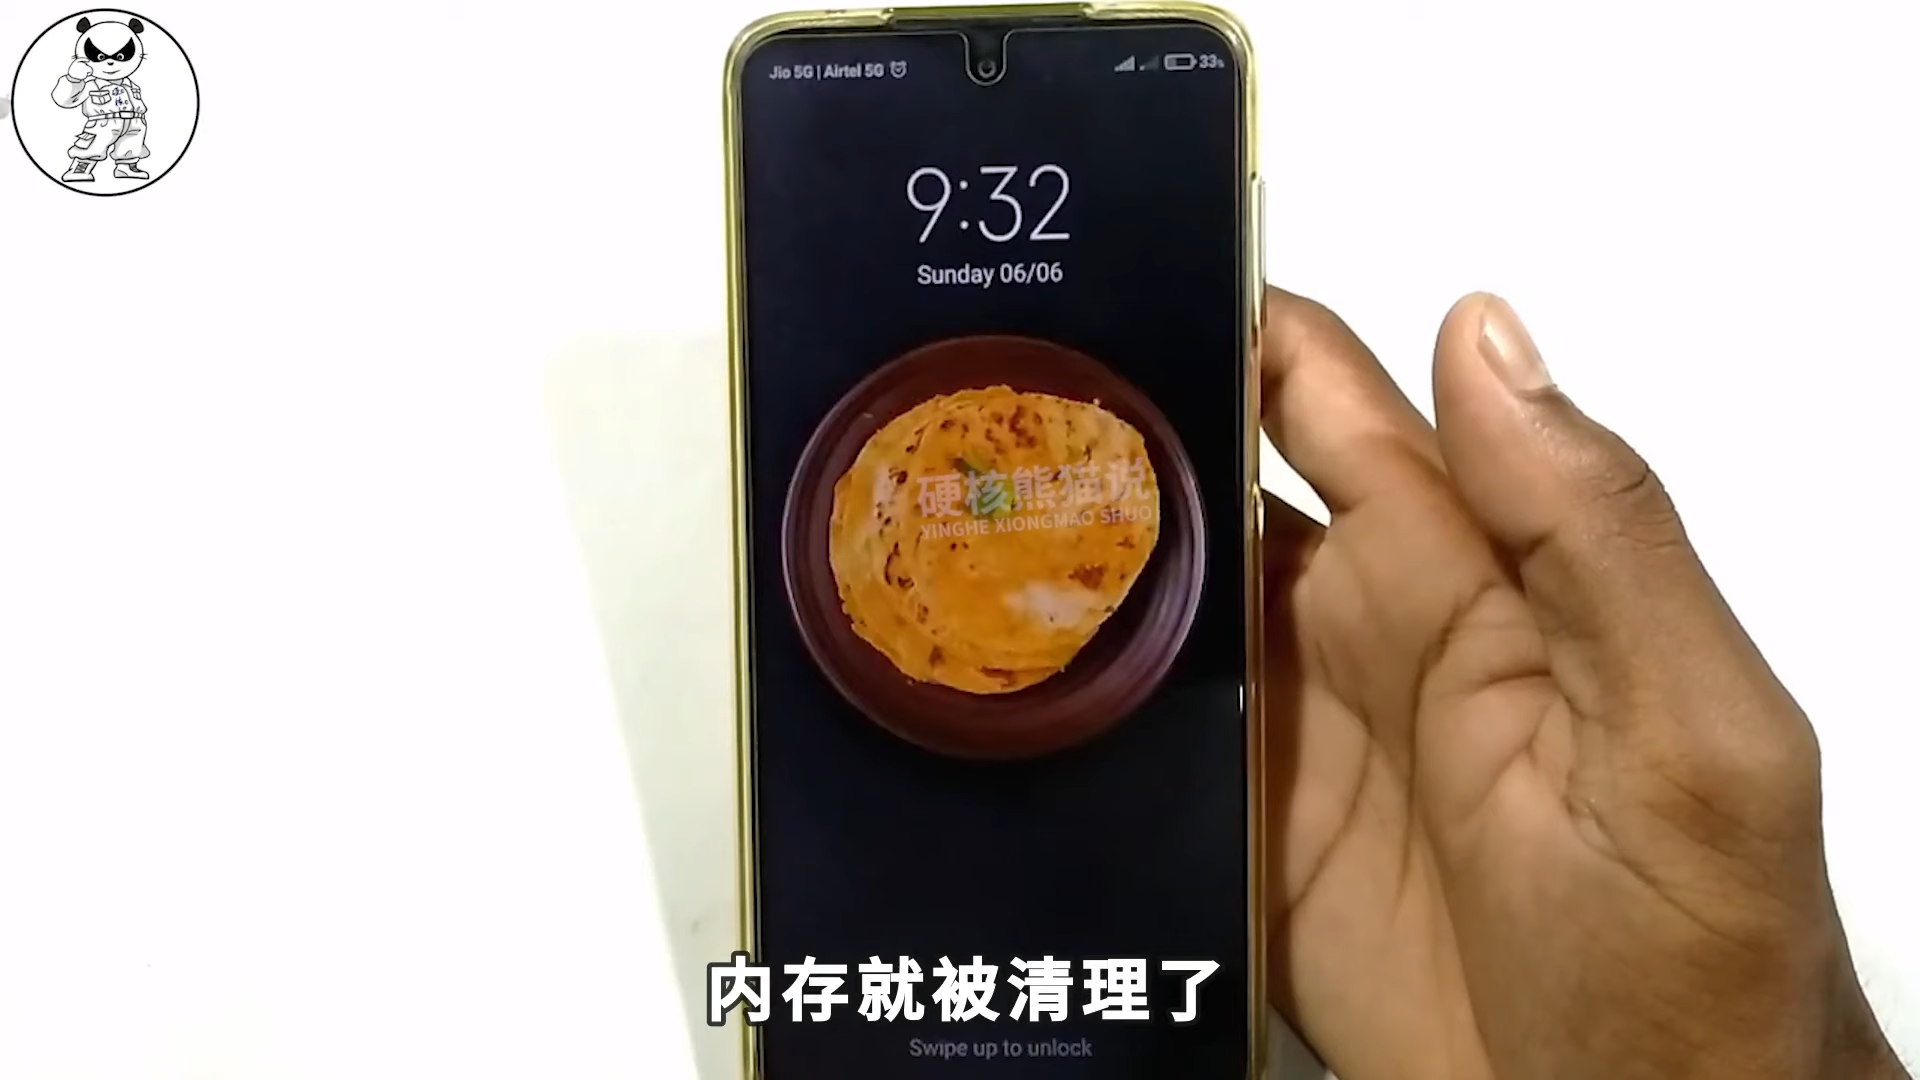 Jio 5G | Airtel 5G
33%
9:32
Sunday 06/06
硬核熊猫说
YINGHE XIONGMAO SHUO
内存就被清理了
Swipe up to unlock